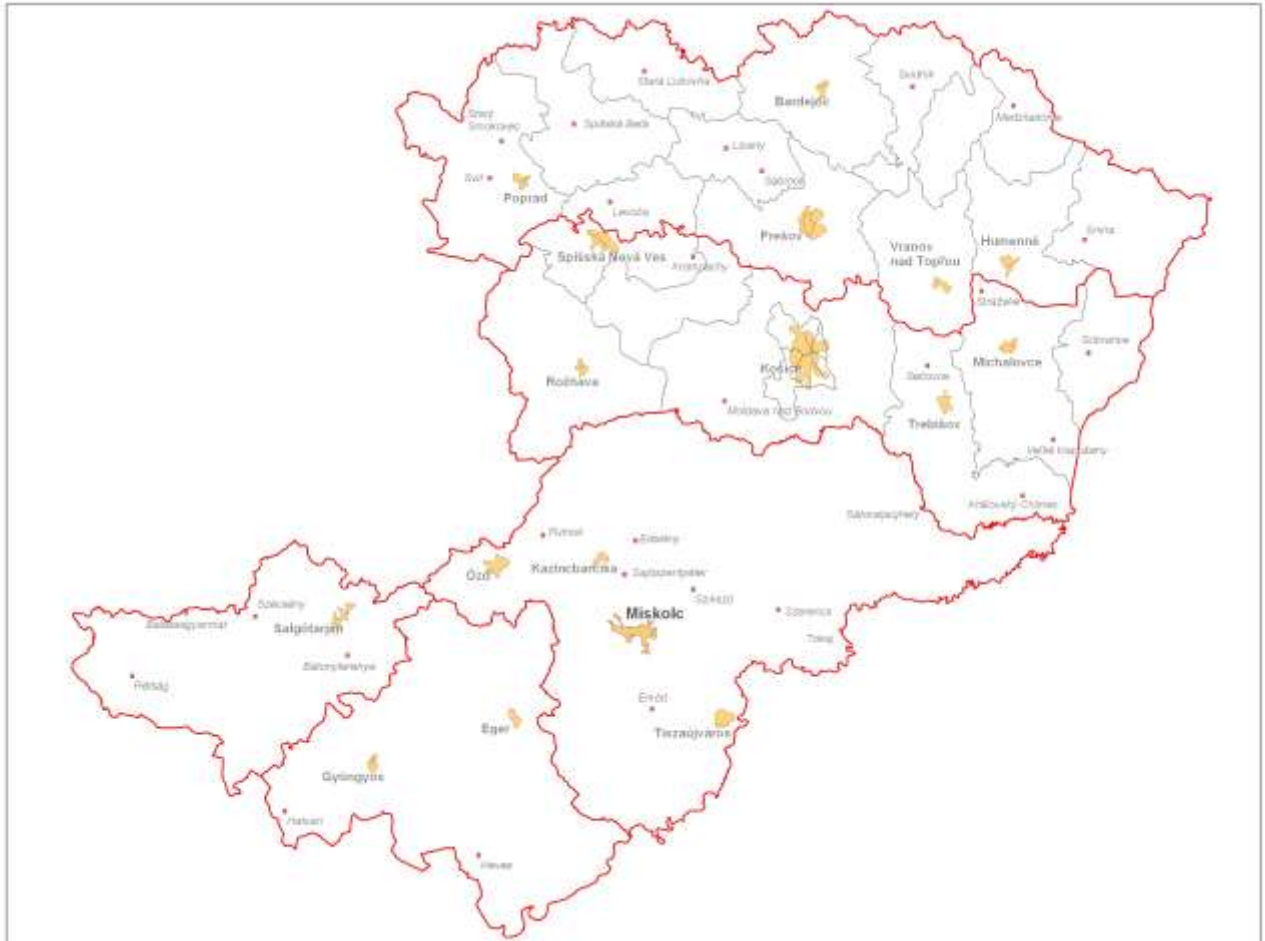 Stará Ľubovňa
Svidník
Bardejov
Medzilaborce
Starý
Smokovec
Spišská Belá
Lipany
Sabinov
Svit
Poprad
Levoča
Prešov
Snina
Vranov
nad Topľou
Humenné
Spišská Nová Ves
Krompachy
Strážske
Michalovce
Sobrance
Košice
Sečovce
Rožňava
Moldava nad Bodvou
Trebišov
Veľké Kapušany
Kráľovský Chlmec
Sátoraljaújhely
Putnok
Edelény
Ózd
Kazincbarcika
Sajószentpéter
Szikszó
Szécsény
Balassagyarmat
Salgótarján
Miskolc
Szerencs
Tokaj
Bátonyterenye
Rétság
Emőd
Eger
Tiszaújváros
Gyöngyös
Hatvan
Heves